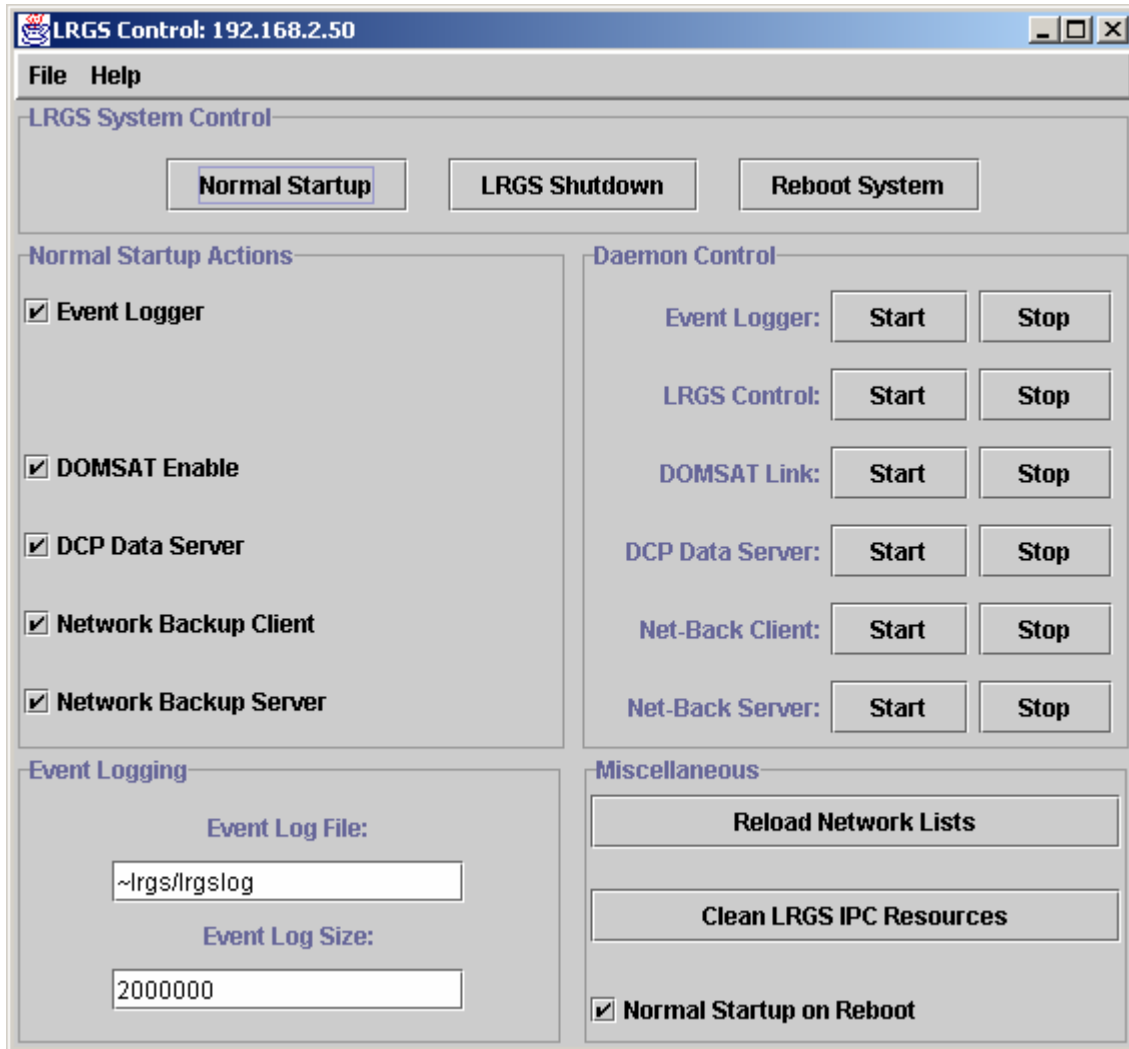 LRGS Control: 192.168.2.50
File Help
LRGS System Control
Normal Startup LRGS Shutdown Reboot System
Normal Startup Actions
Event Logger
DOMSAT Enable
DCP Data Server
Network Backup Client
Network Backup Server
Daemon Control
Event Logger: Start Stop
LRGS Control: Start Stop
DOMSAT Link: Start Stop
DCP Data Server: Start Stop
Net-Back Client: Start Stop
Net-Back Server: Start Stop
Event Logging
Event Log File:
~lrgs/lrgslog
Event Log Size:
2000000
Miscellaneous
Reload Network Lists
Clean LRGS IPC Resources
Normal Startup on Reboot